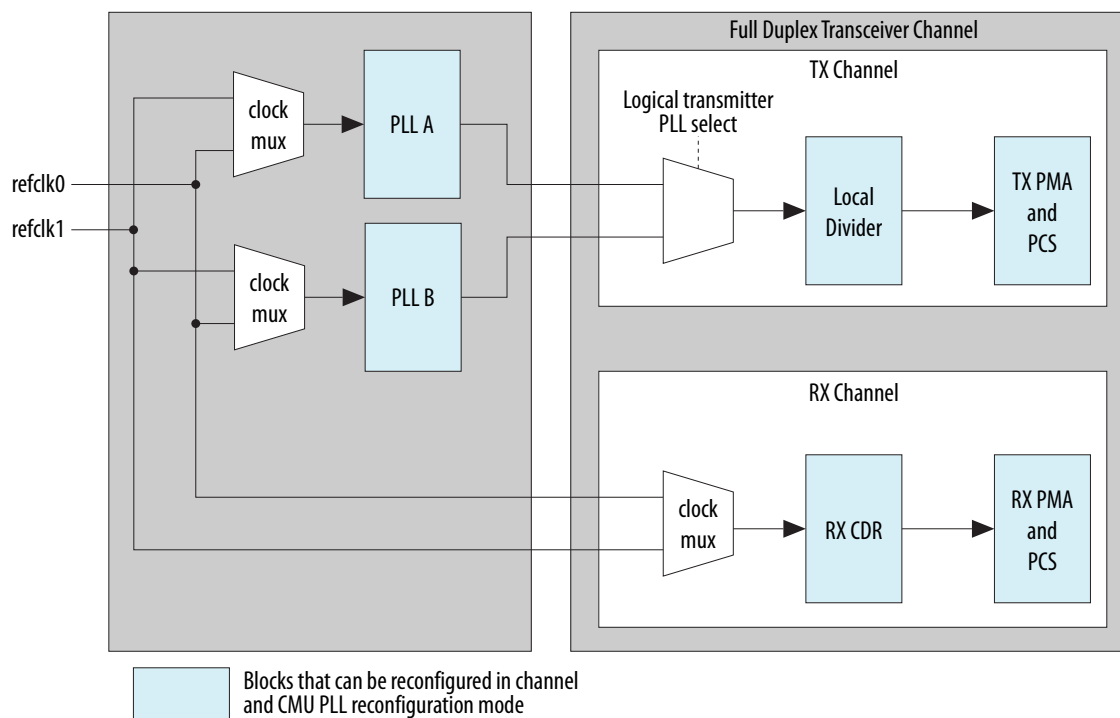 Full Duplex Transceiver Channel
TX Channel
Logical transmitter
PLL select
clock
mux
PLL A
refclk0
refclk1
Local
Divider
TX PMA
and
PCS
clock
mux
PLL B
RX Channel
clock
mux
RX CDR
RX PMA
and
PCS
Blocks that can be reconfigured in channel
and CMU PLL reconfiguration mode